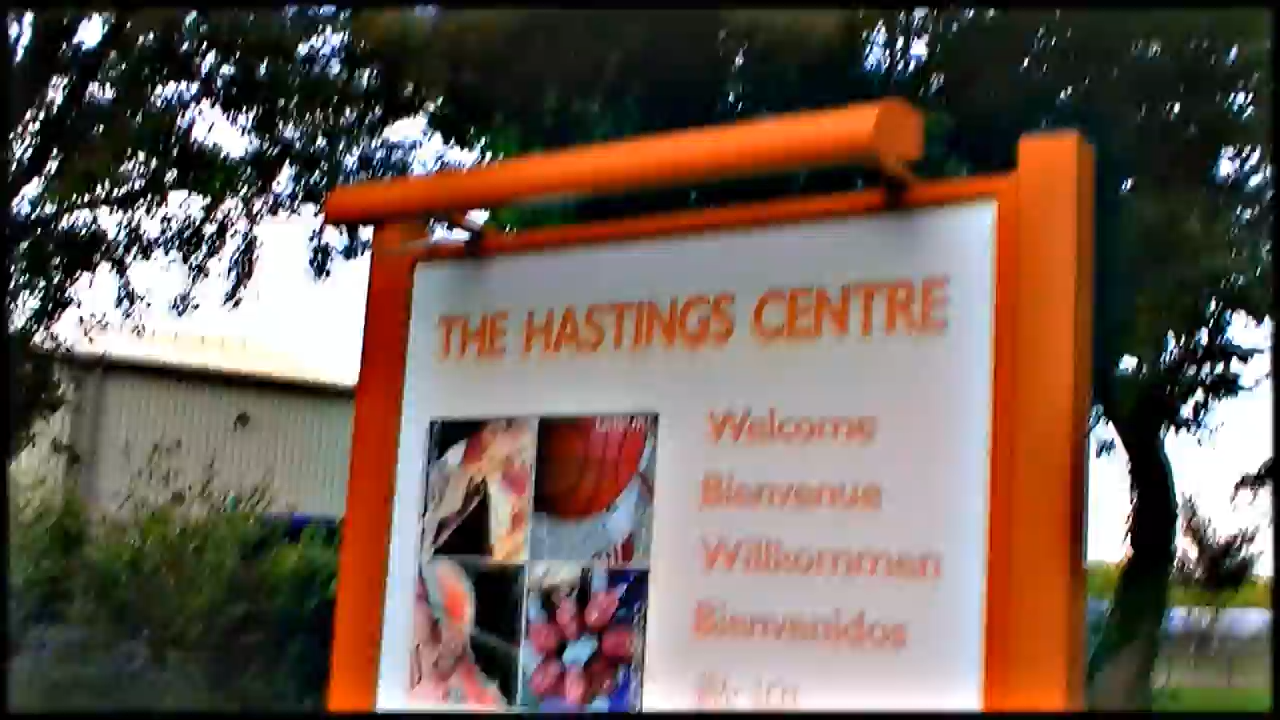 THE HASTINGS CENTRE
Welcome
Bienvenue
Willkommen
Bienvenidos